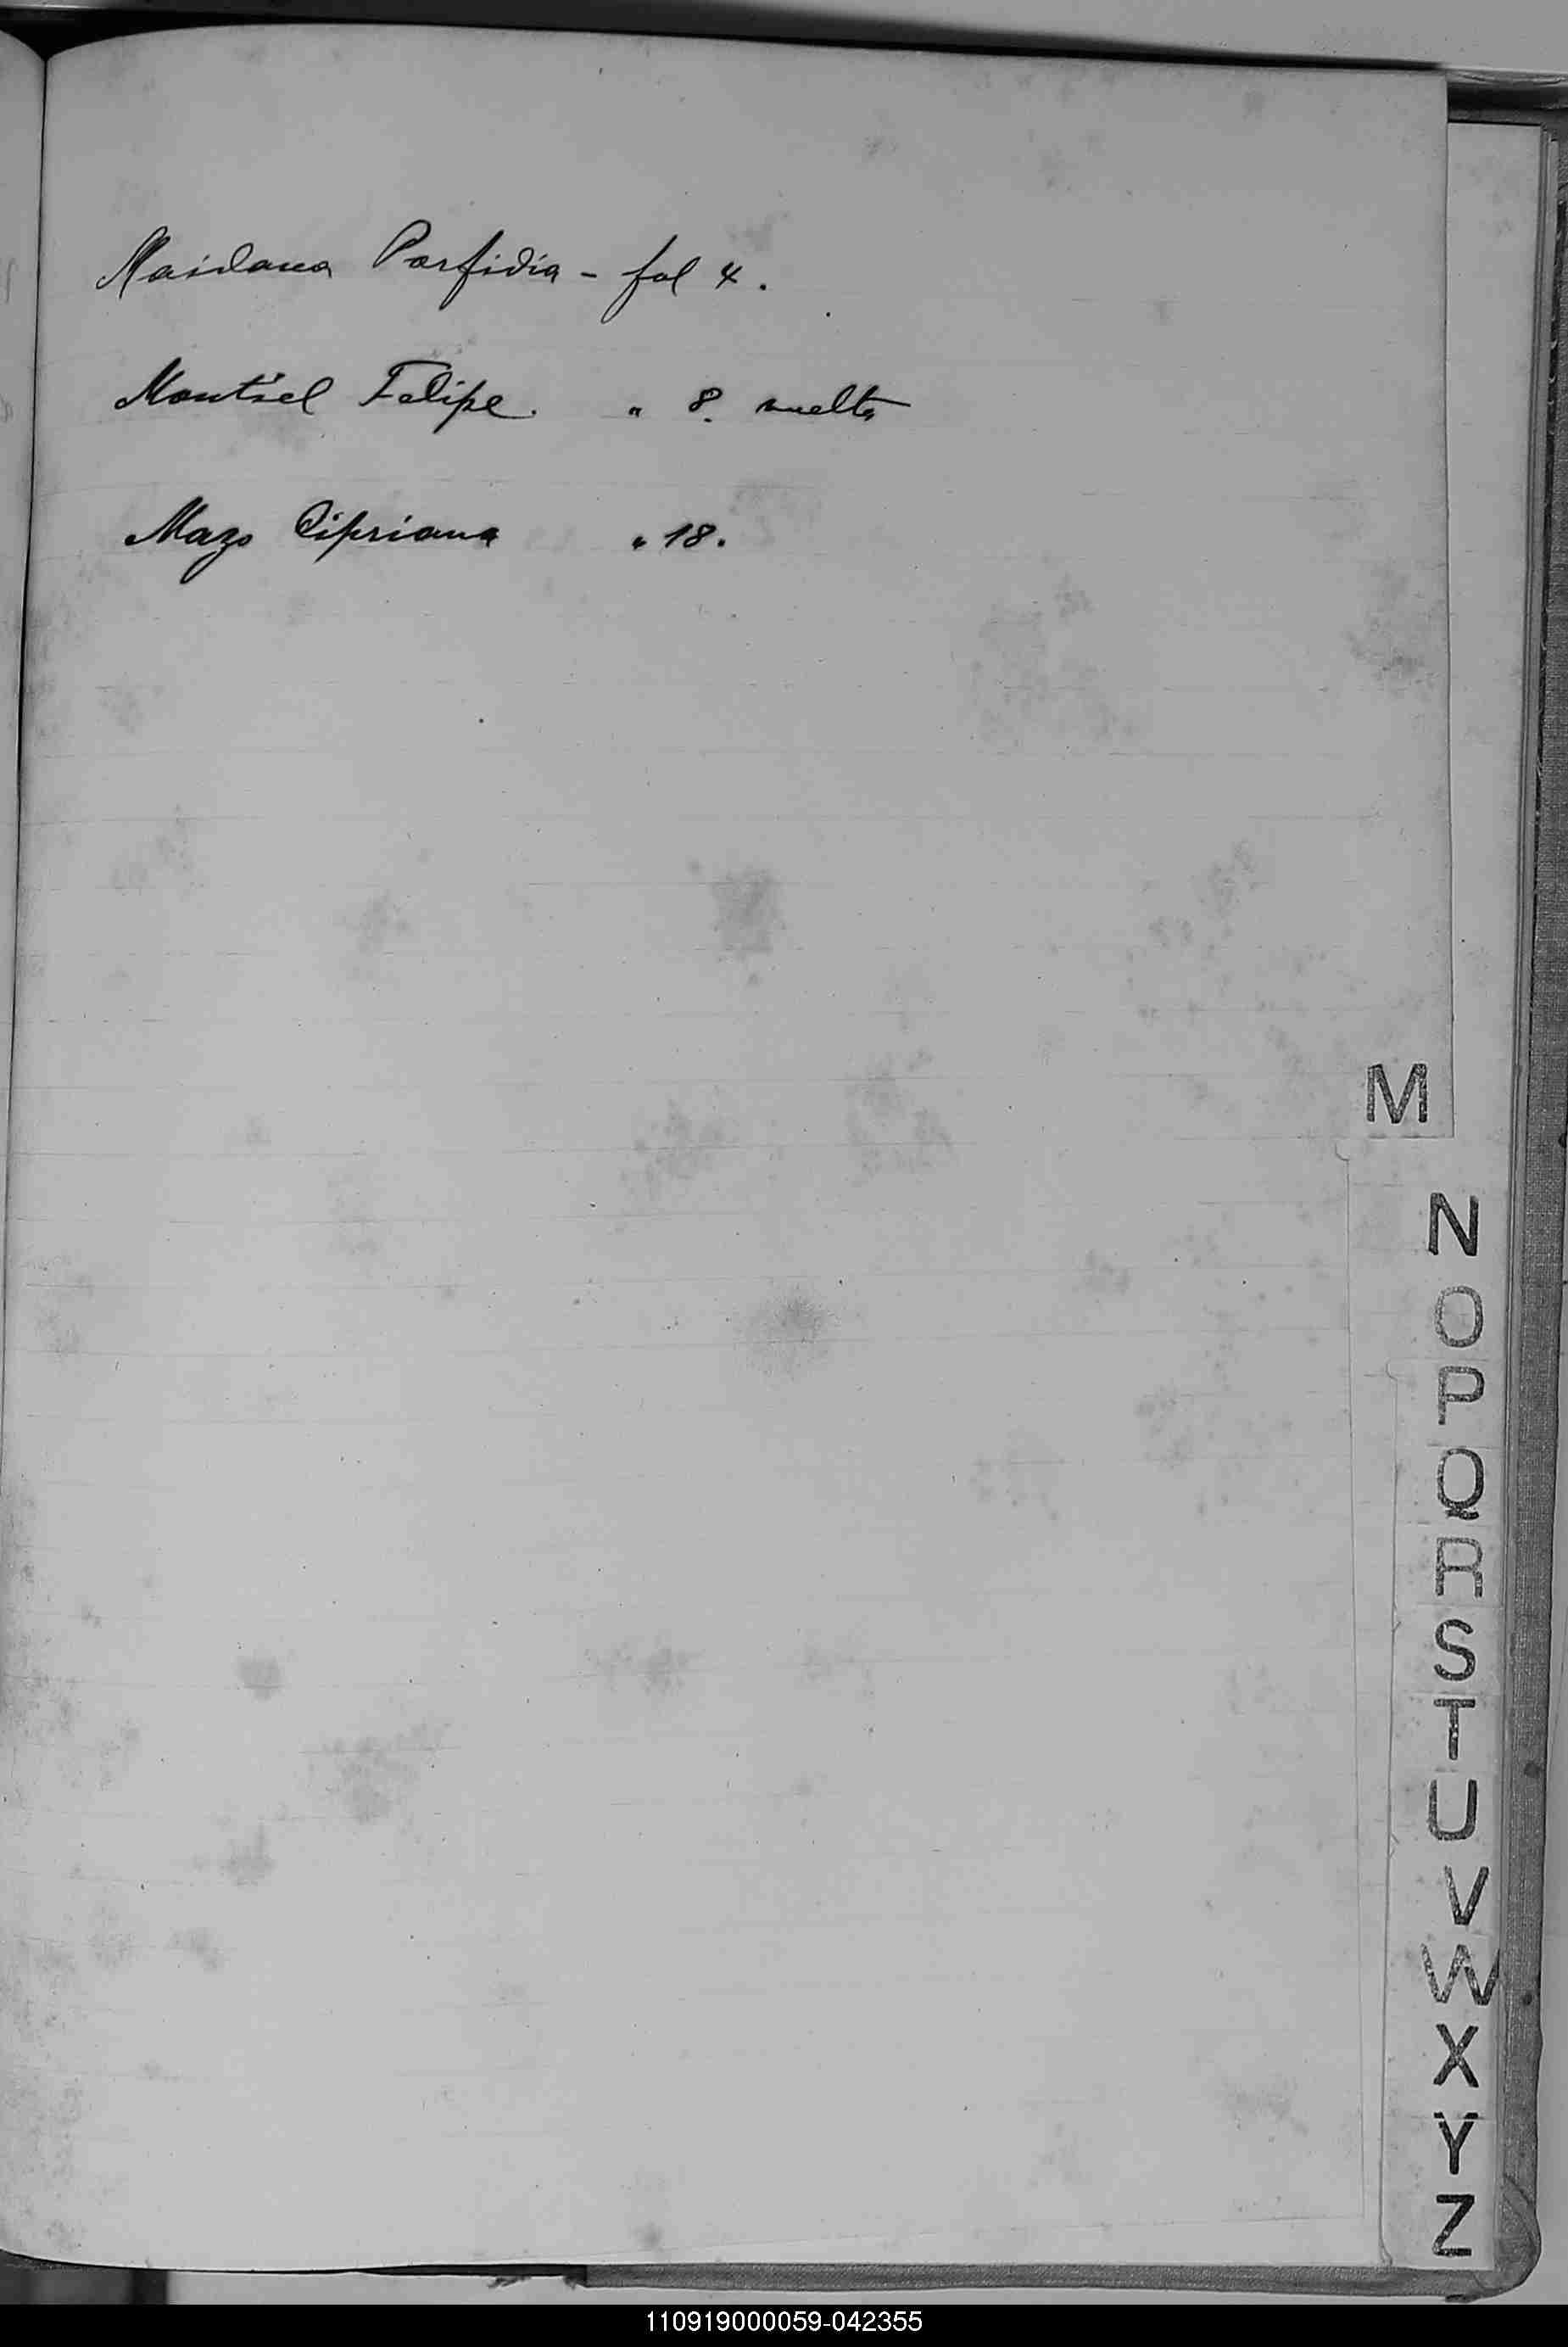 Maidana Porfidia - fol 4.
Montiel Felipe. " 8. vuelta
Mazo Cipriana " 18.
M
N
O
P
Q
R
S
T
U
V
W
X
Y
Z
110919000059-042355